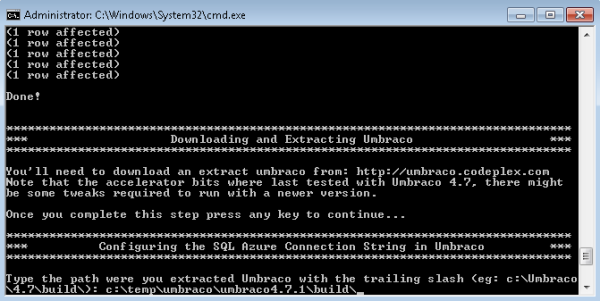 Administrator: C:\Windows\System32\cmd.exe
(1 row affected)
(1 row affected)
(1 row affected)
(1 row affected)
(1 row affected)
Done!
*******************************************************************************
*** Downloading and Extracting Umbraco ***
*******************************************************************************
You'll need to download an extract umbraco from: http://umbraco.codeplex.com
Note that the accelerator bits where last tested with Umbraco 4.7, there might
be some tweaks required to run with a newer version.
Once you complete this step press any key to continue...
*******************************************************************************
*** Configuring the SQL Azure Connection String in Umbraco ***
*******************************************************************************
Type the path were you extracted Umbraco with the trailing slash (eg: c:\Umbraco
\4.7\build\): c:\temp\umbraco\umbraco4.7.1\build\_